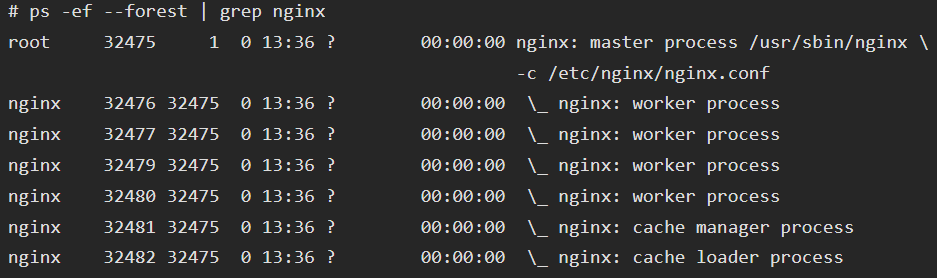 # ps -ef --forest | grep nginx
root     32475     1  0 13:36 ?        00:00:00 nginx: master process /usr/sbin/nginx \
                                                -c /etc/nginx/nginx.conf
nginx    32476 32475  0 13:36 ?        00:00:00  \_ nginx: worker process
nginx    32477 32475  0 13:36 ?        00:00:00  \_ nginx: worker process
nginx    32479 32475  0 13:36 ?        00:00:00  \_ nginx: worker process
nginx    32480 32475  0 13:36 ?        00:00:00  \_ nginx: worker process
nginx    32481 32475  0 13:36 ?        00:00:00  \_ nginx: cache manager process
nginx    32482 32475  0 13:36 ?        00:00:00  \_ nginx: cache loader process